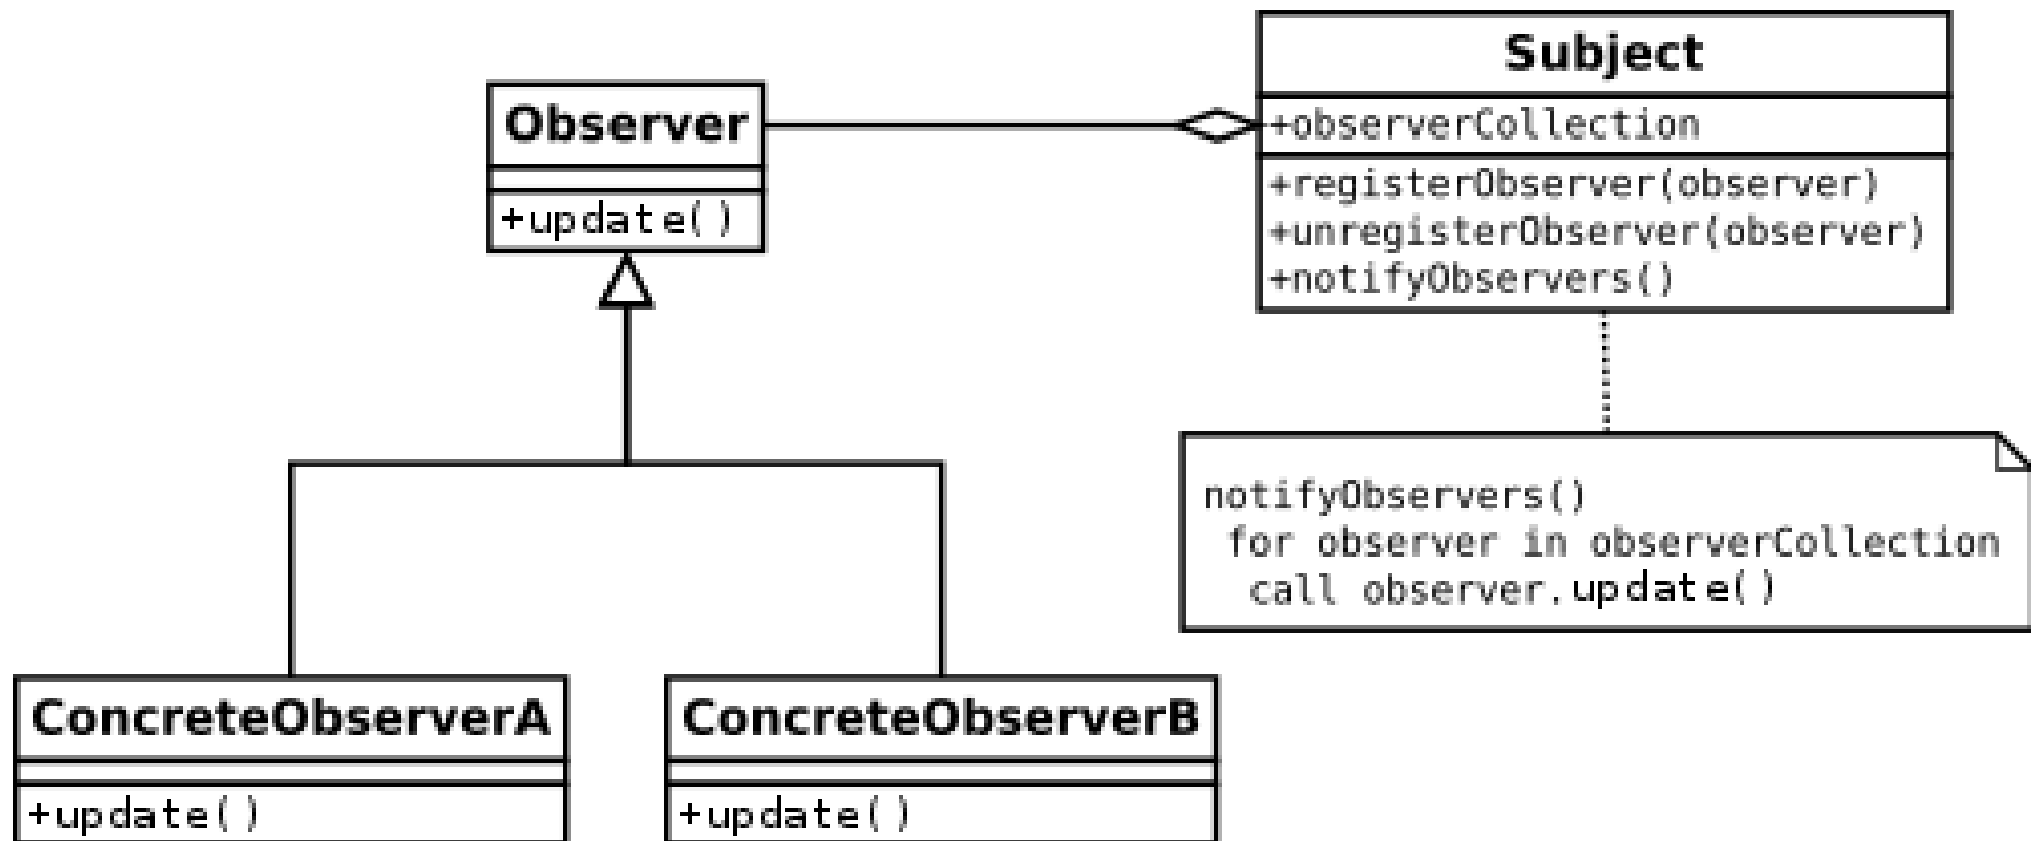 Subject
+observerCollection
+registerObserver(observer)
+unregisterObserver(observer)
+notifyObservers()
Observer
+update()
notifyObservers()
for observer in observerCollection
call observer.update()
ConcreteObserverA
+update()
ConcreteObserverB
+update()